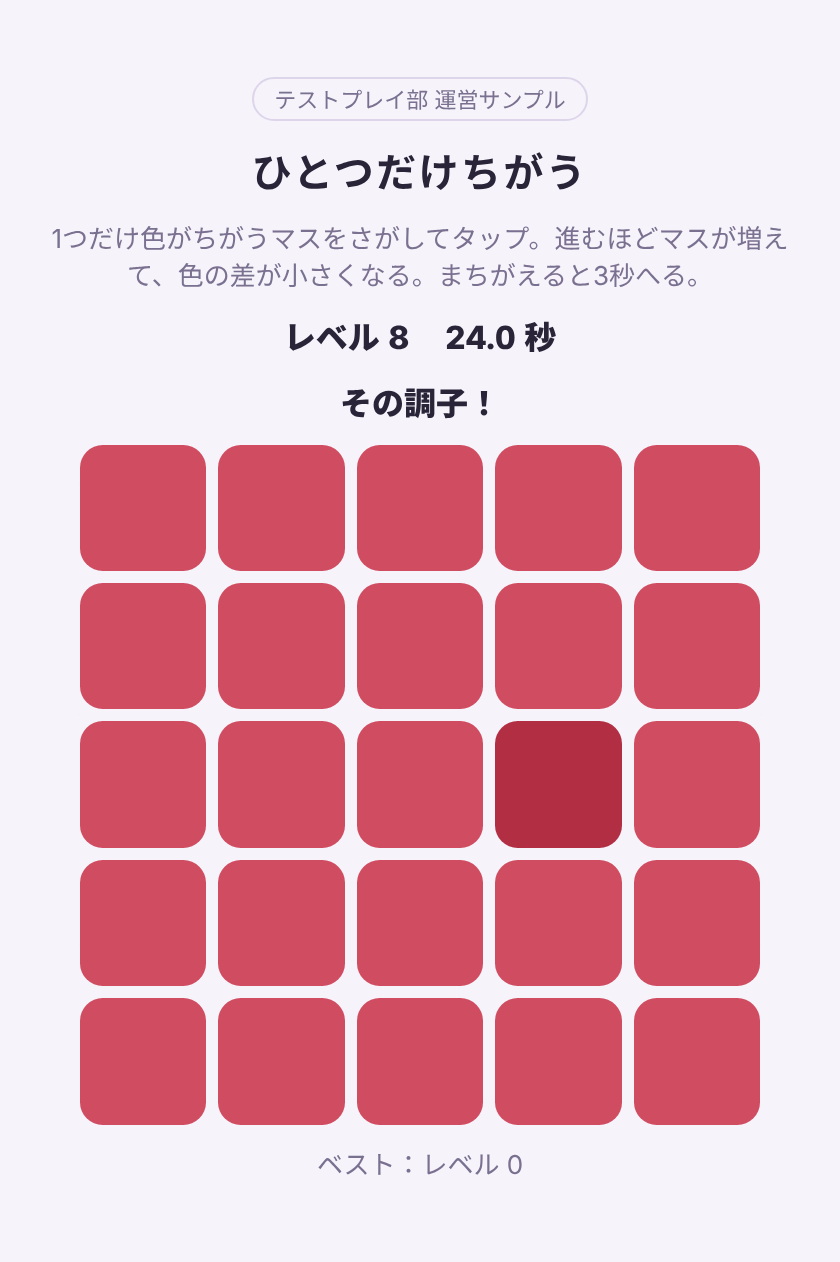 テストプレイ部 運営サンプル
ひとつだけちがう
1つだけ色がちがうマスをさがしてタップ。進むほどマスが増え
て、色の差が小さくなる。まちがえると3秒へる。
レベル 8 24.0 秒
その調子！
ベスト：レベル 0